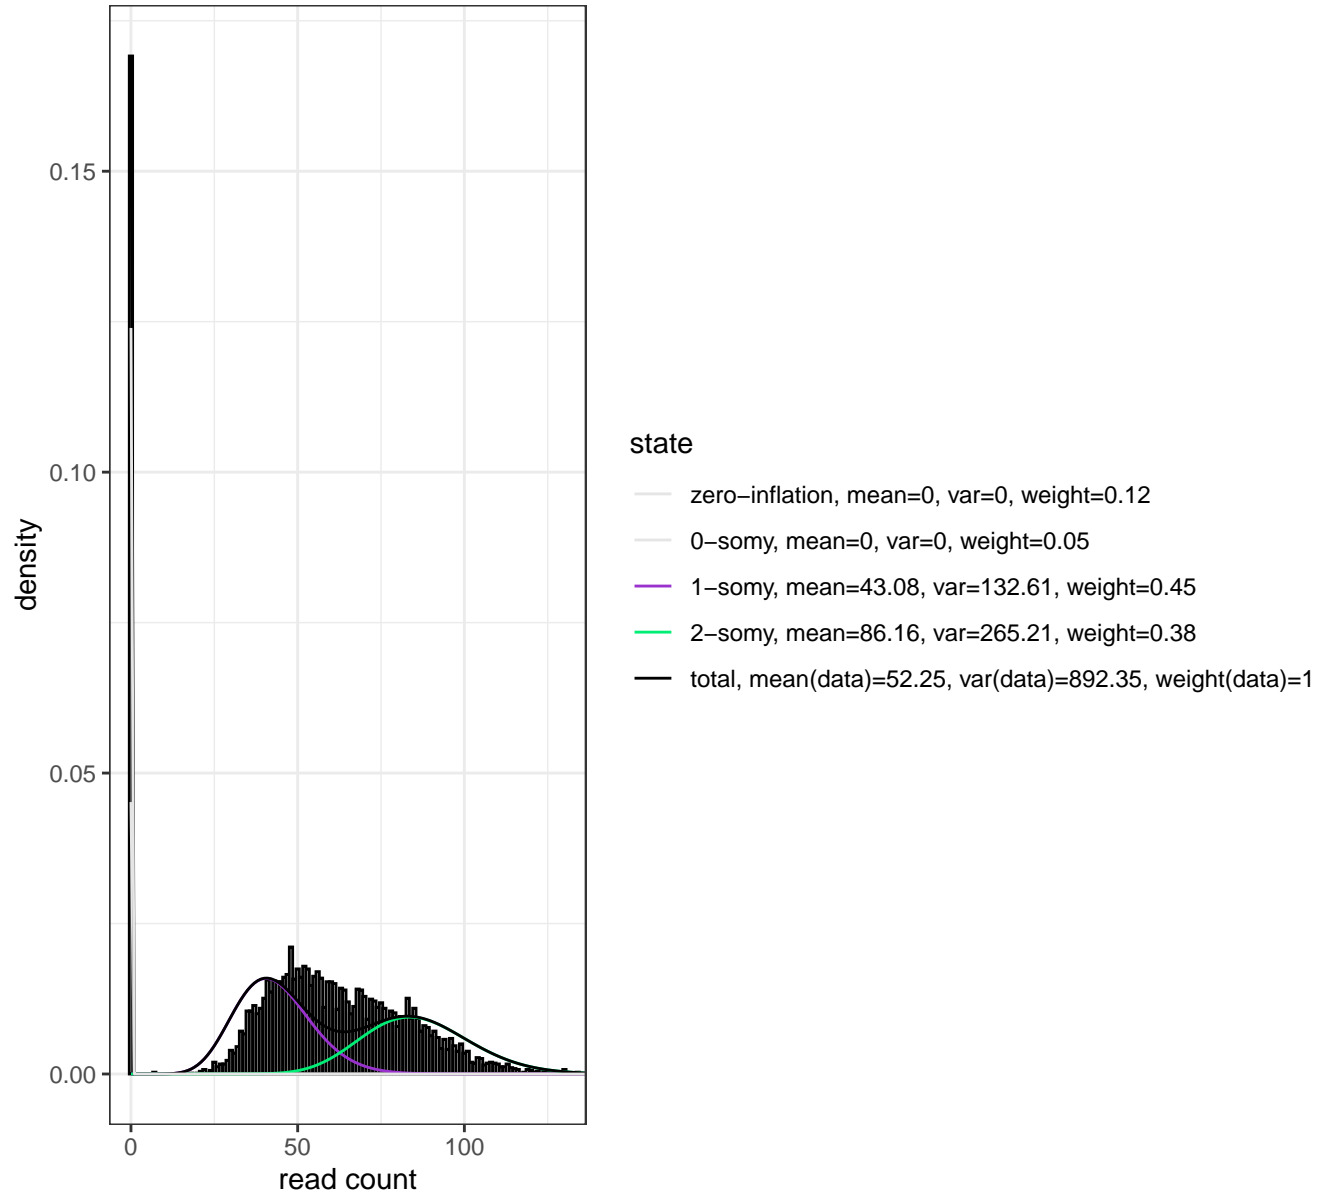 0.15
0.10
0.05
0.00
density
0
50
100
read count
state
zero−inflation, mean=0, var=0, weight=0.12
0−somy, mean=0, var=0, weight=0.05
1−somy, mean=43.08, var=132.61, weight=0.45
2−somy, mean=86.16, var=265.21, weight=0.38
total, mean(data)=52.25, var(data)=892.35, weight(data)=1